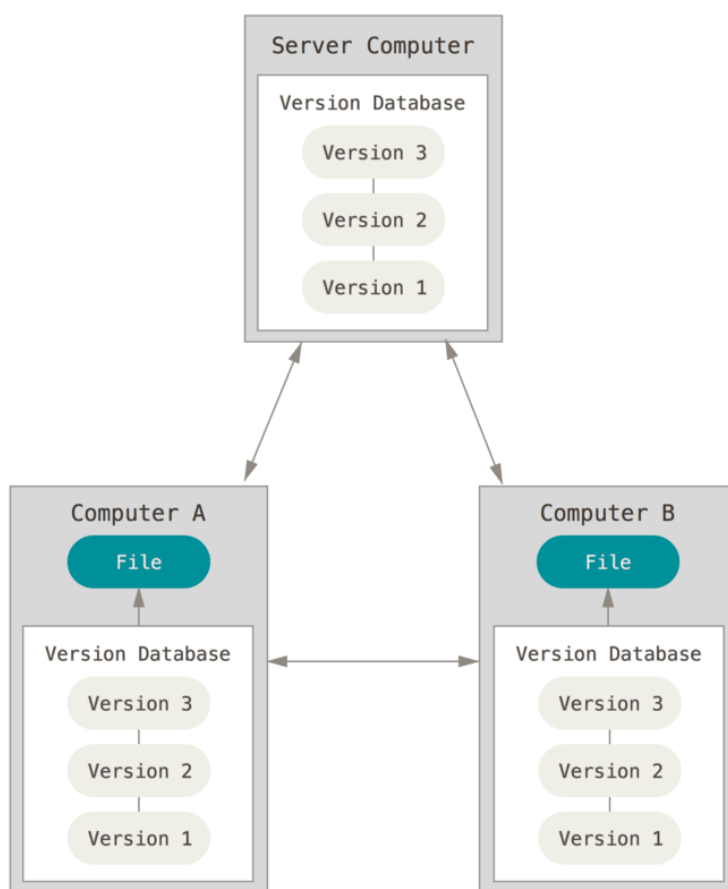 Server Computer
Version Database
Version 3
Version 2
Version 1
Computer A
File
Version Database
Version 3
Version 2
Version 1
Computer B
File
Version Database
Version 3
Version 2
Version 1